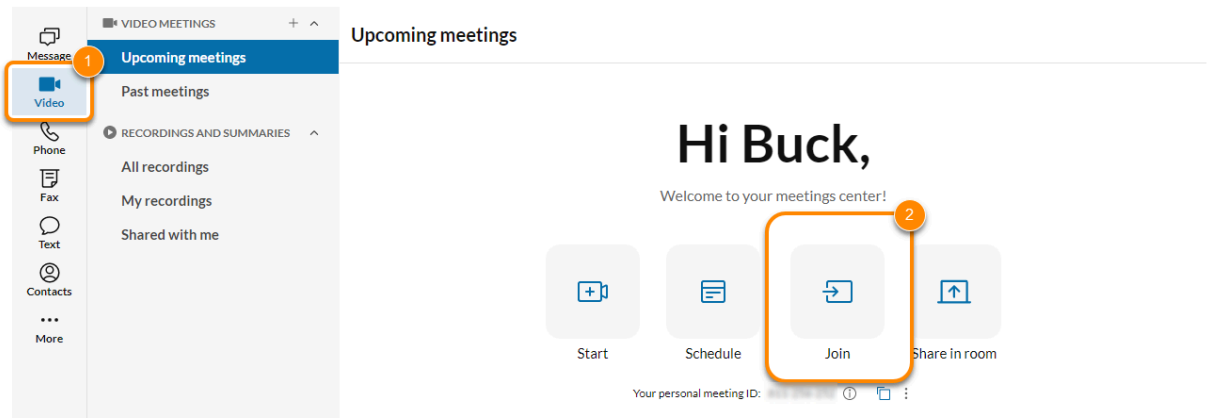 Message
1
Video
Phone
Fax
Text
Contacts
More
VIDEO MEETINGS
Upcoming meetings
Past meetings
RECORDINGS AND SUMMARIES
All recordings
My recordings
Shared with me
Upcoming meetings
Hi Buck,
Welcome to your meetings center!
2
Start
Schedule
Join
Share in room
Your personal meeting ID: